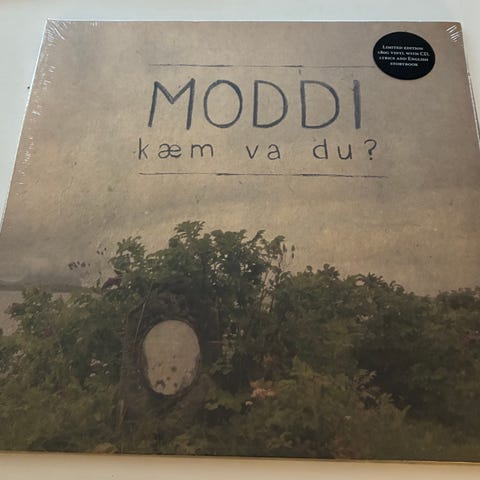 MODDI
kæm va du?
LIMITED EDITION
180G VINYL WITH CD,
LYRICS AND ENGLISH
STORYBOOK